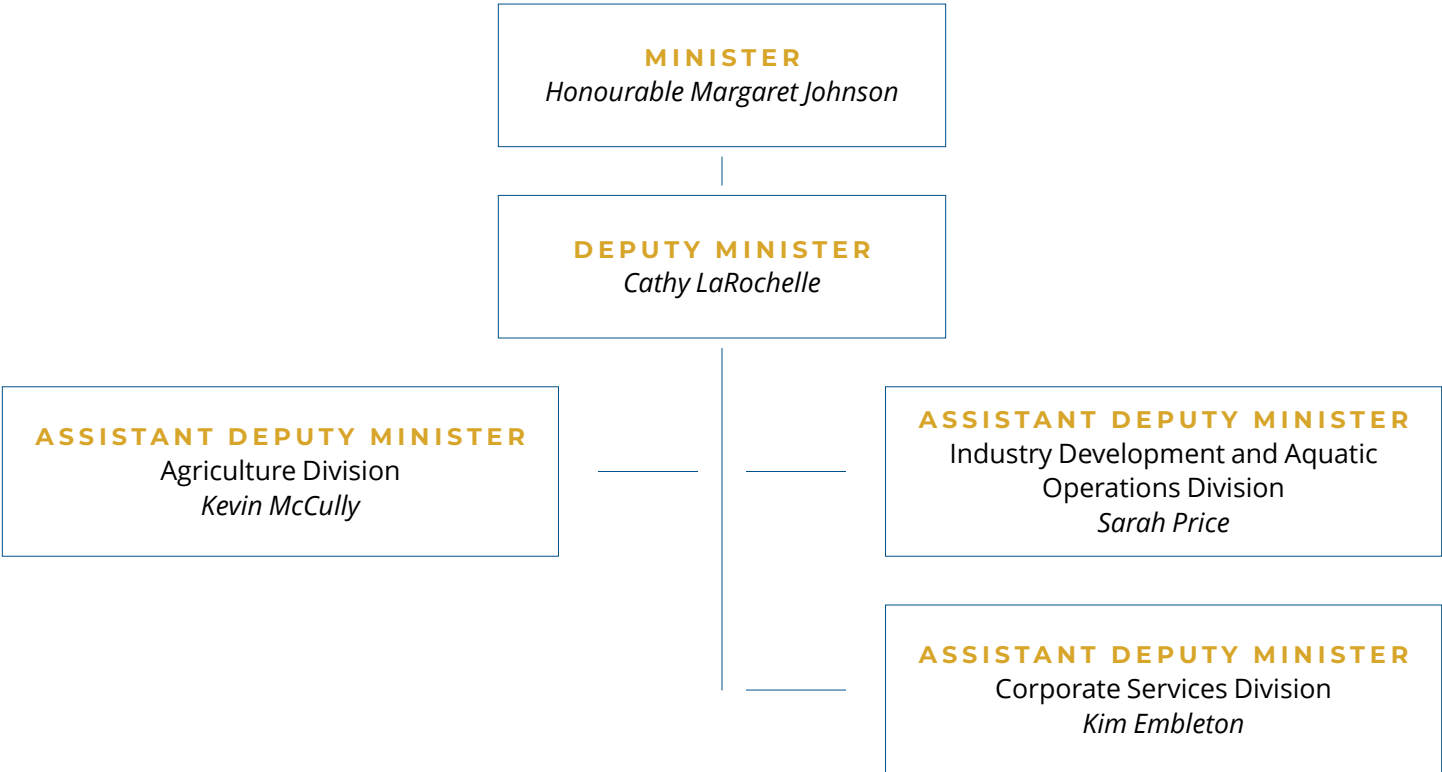 MINISTER
Honourable Margaret Johnson
DEPUTY MINISTER
Cathy LaRochelle
ASSISTANT DEPUTY MINISTER
Agriculture Division
Kevin McCully
ASSISTANT DEPUTY MINISTER
Industry Development and Aquatic
Operations Division
Sarah Price
ASSISTANT DEPUTY MINISTER
Corporate Services Division
Kim Embleton